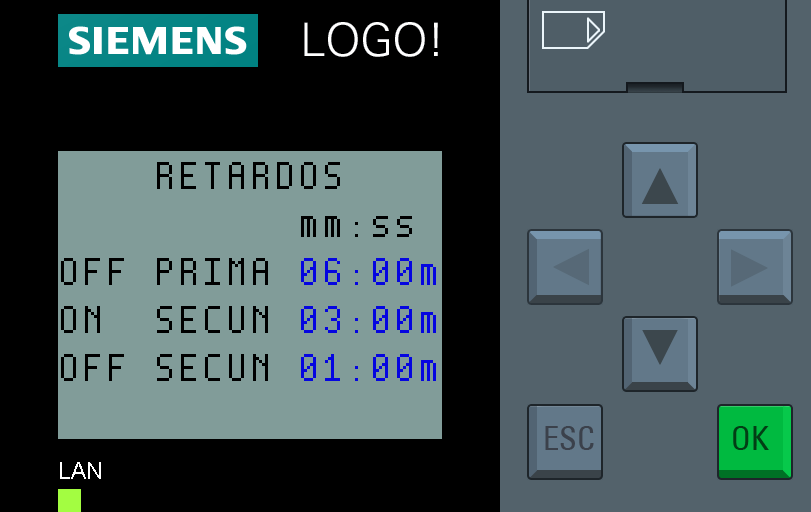 SIEMENS LOGO!
RETARDOS
mm:ss
OFF PRIMA 06:00m
ON SECUN 03:00m
OFF SECUN 01:00m
LAN
ESC OK